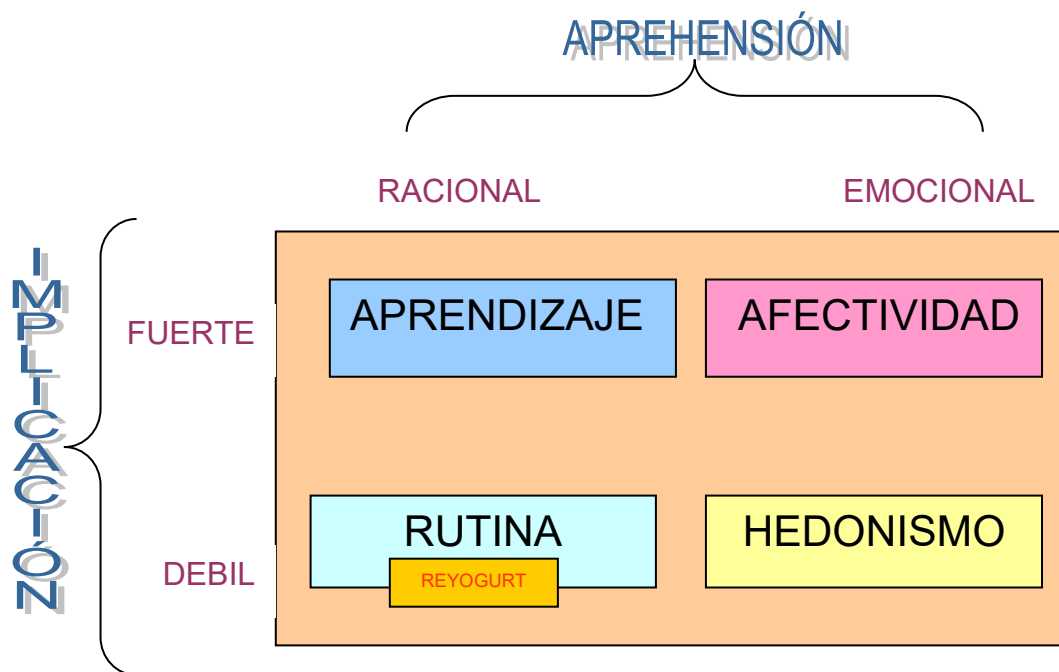 APREHENSIÓN
RACIONAL
EMOCIONAL
IMPLICACIÓN
FUERTE
APRENDIZAJE
AFECTIVIDAD
DEBIL
RUTINA
HEDONISMO
REYOGURT